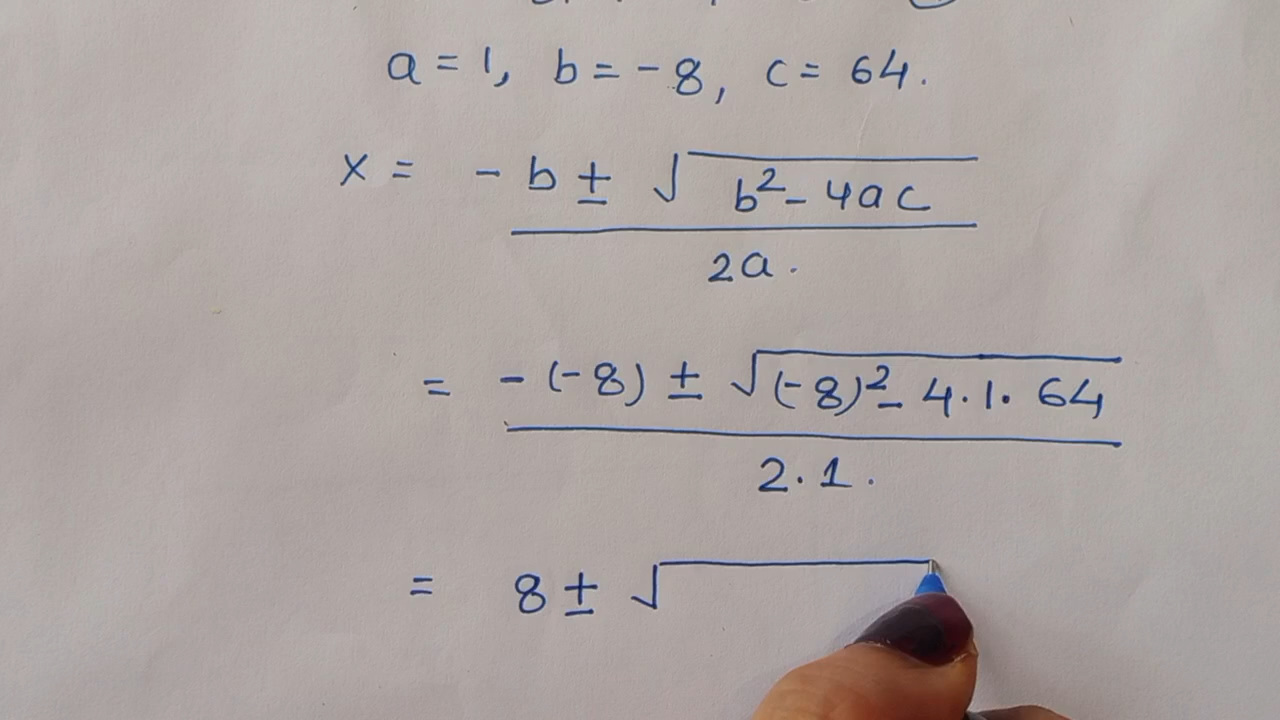 a = 1, b = -8, c = 64.
x = - b ± √ b² - 4ac
2a.
= - (-8) ± √(-8)² - 4.1.64
2.1.
= 8 ± √